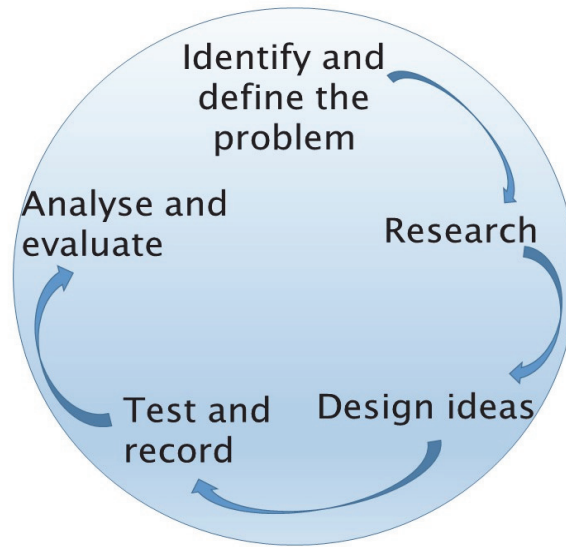 Identify and
define the
problem
Research
Design ideas
Test and
record
Analyse and
evaluate